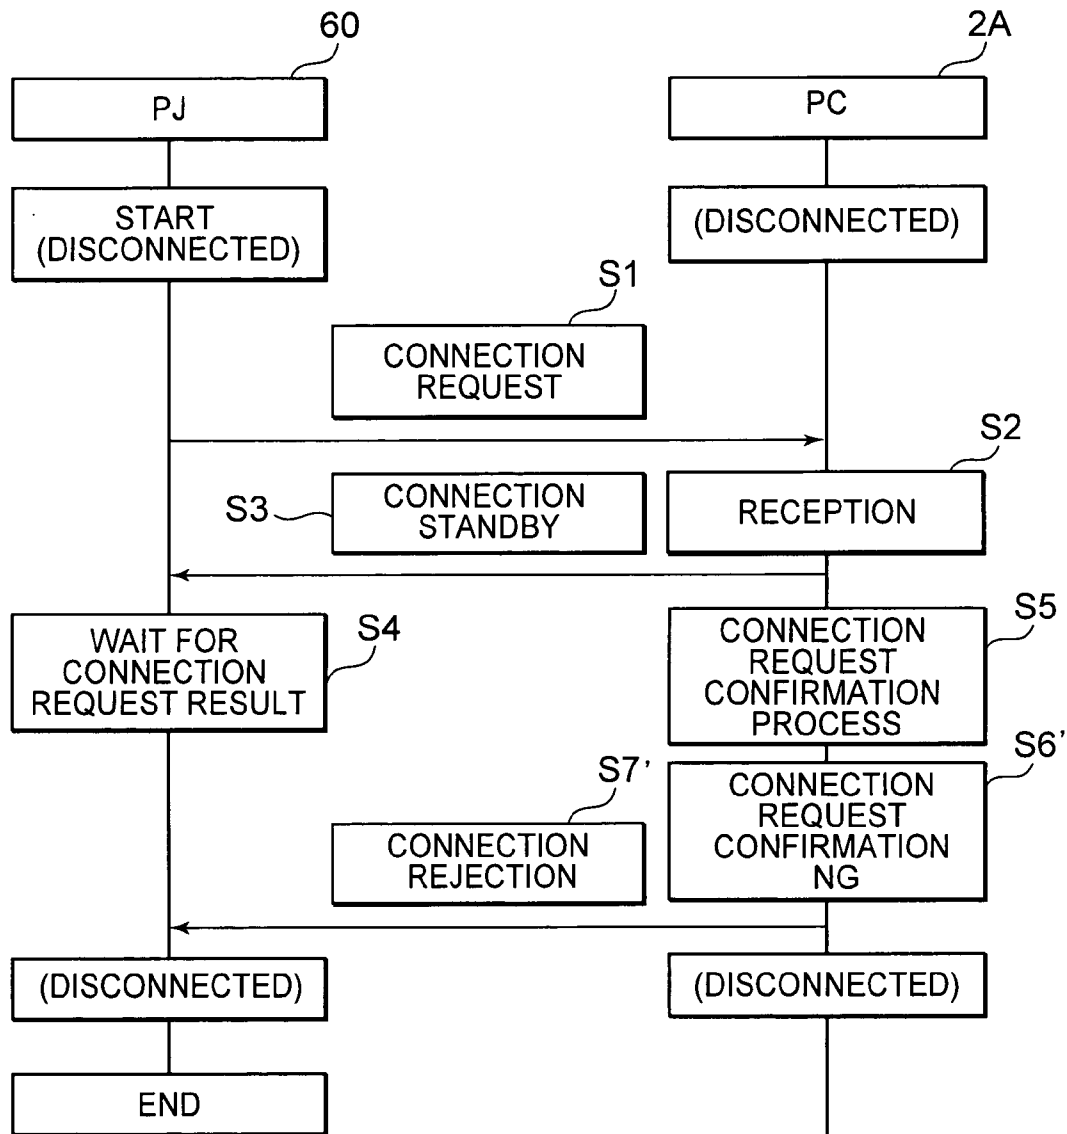 60
2A
PJ
PC
START
(DISCONNECTED)
(DISCONNECTED)
S1
CONNECTION
REQUEST
S2
S3
CONNECTION
STANDBY
RECEPTION
WAIT FOR
CONNECTION
REQUEST RESULT
S4
S5
CONNECTION
REQUEST
CONFIRMATION
PROCESS
S6'
CONNECTION
REQUEST
CONFIRMATION
NG
S7'
CONNECTION
REJECTION
(DISCONNECTED)
(DISCONNECTED)
END